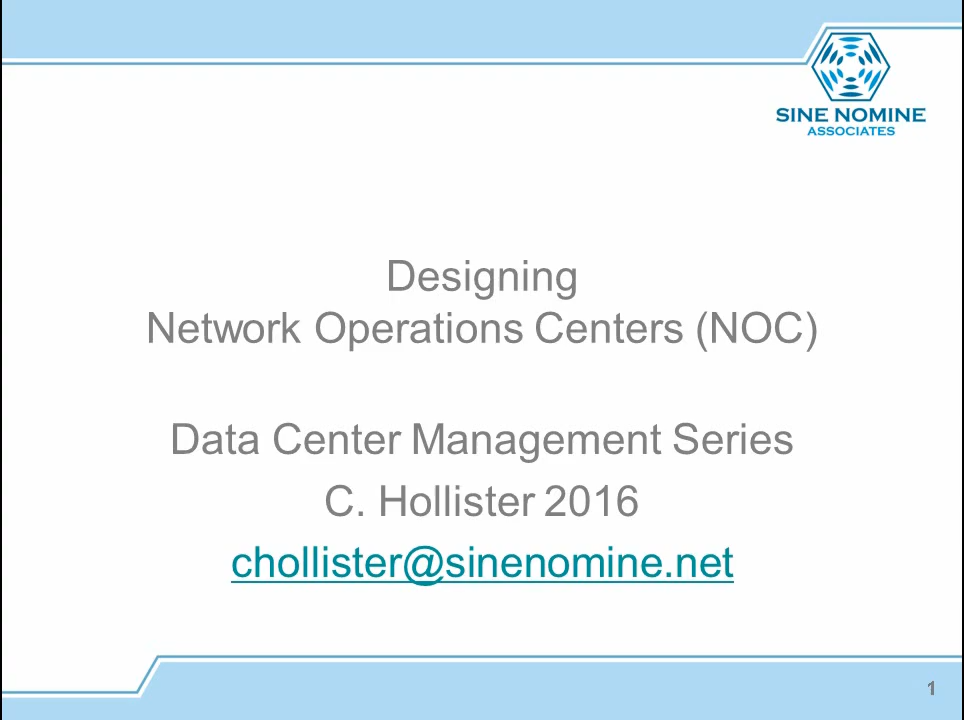 SINE NOMINE
ASSOCIATES
Designing
Network Operations Centers (NOC)
Data Center Management Series
C. Hollister 2016
chollister@sinenomine.net
1